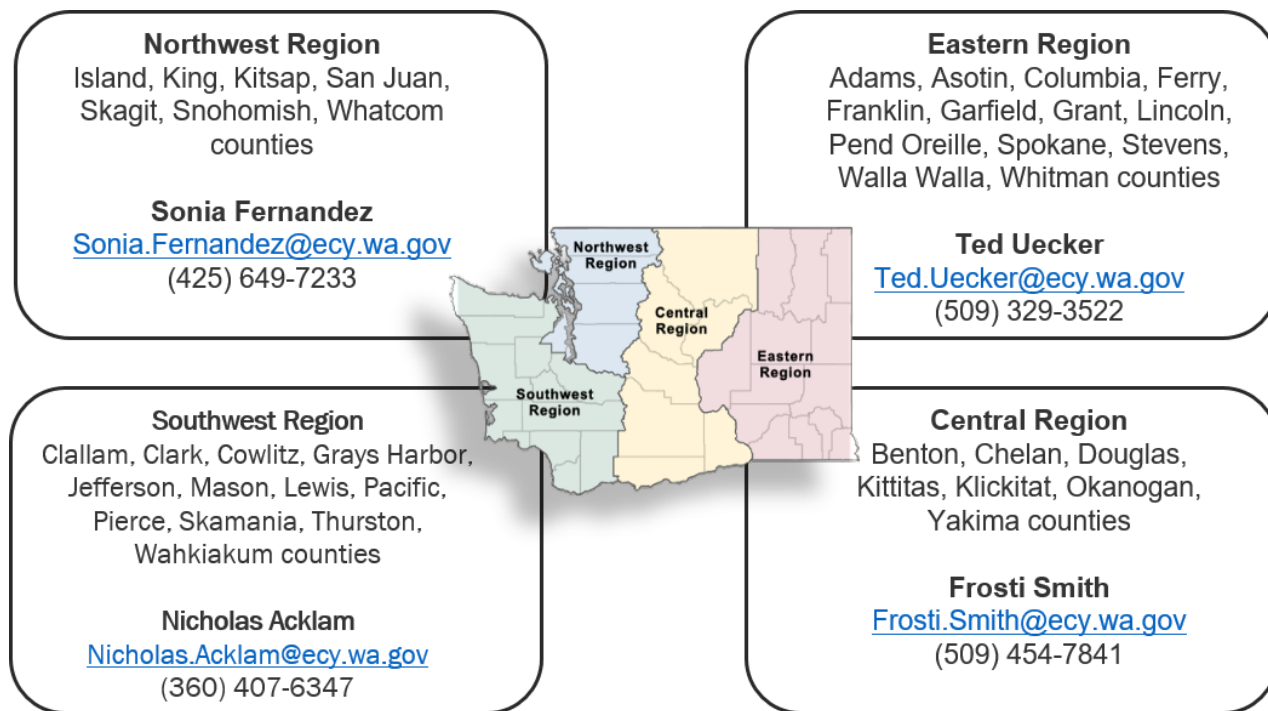 Northwest Region
Island, King, Kitsap, San Juan,
Skagit, Snohomish, Whatcom
counties
Sonia Fernandez
Sonia.Fernandez@ecy.wa.gov
(425) 649-7233
Eastern Region
Adams, Asotin, Columbia, Ferry,
Franklin, Garfield, Grant, Lincoln,
Pend Oreille, Spokane, Stevens,
Walla Walla, Whitman counties
Ted Uecker
Ted.Uecker@ecy.wa.gov
(509) 329-3522
Northwest
Region
Central
Region
Eastern
Region
Southwest
Region
Southwest Region
Clallam, Clark, Cowlitz, Grays Harbor,
Jefferson, Mason, Lewis, Pacific,
Pierce, Skamania, Thurston,
Wahkiakum counties
Nicholas Acklam
Nicholas.Acklam@ecy.wa.gov
(360) 407-6347
Central Region
Benton, Chelan, Douglas,
Kittitas, Klickitat, Okanogan,
Yakima counties
Frosti Smith
Frosti.Smith@ecy.wa.gov
(509) 454-7841